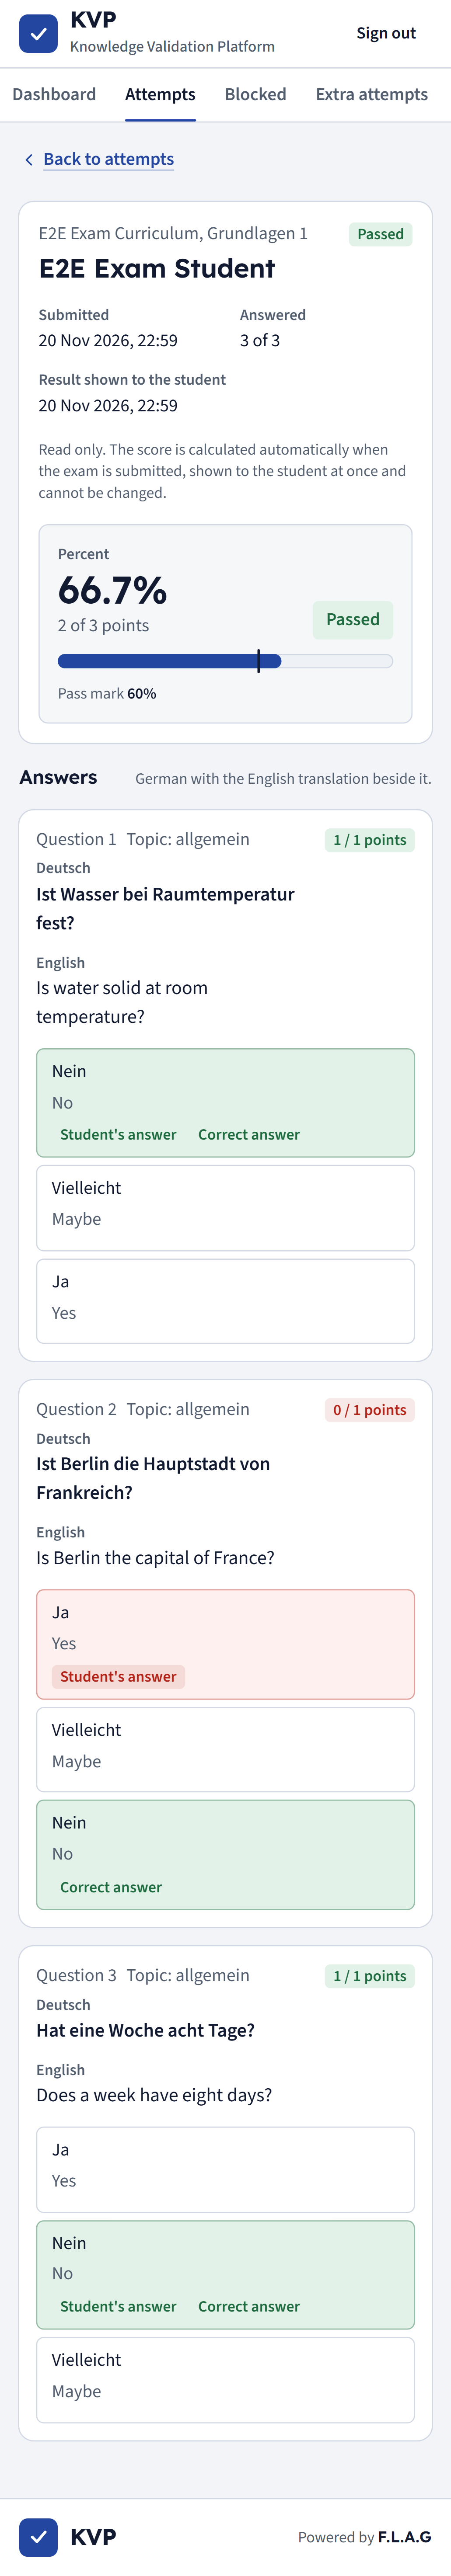 KVP
Knowledge Validation Platform
Sign out
Dashboard
Attempts
Blocked
Extra attempts
Back to attempts
E2E Exam Curriculum, Grundlagen 1
Passed
E2E Exam Student
Submitted
20 Nov 2026, 22:59
Answered
3 of 3
Result shown to the student
20 Nov 2026, 22:59
Read only. The score is calculated automatically when
the exam is submitted, shown to the student at once and
cannot be changed.
Percent
66.7%
2 of 3 points
Passed
Pass mark 60%
Answers
German with the English translation beside it.
Question 1 Topic: allgemein
1 / 1 points
Deutsch
Ist Wasser bei Raumtemperatur
fest?
English
Is water solid at room
temperature?
Nein
No
Student's answer
Correct answer
Vielleicht
Maybe
Ja
Yes
Question 2 Topic: allgemein
0 / 1 points
Deutsch
Ist Berlin die Hauptstadt von
Frankreich?
English
Is Berlin the capital of France?
Ja
Yes
Student's answer
Vielleicht
Maybe
Nein
No
Correct answer
Question 3 Topic: allgemein
1 / 1 points
Deutsch
Hat eine Woche acht Tage?
English
Does a week have eight days?
Ja
Yes
Nein
No
Student's answer
Correct answer
Vielleicht
Maybe
KVP
Powered by F.L.A.G